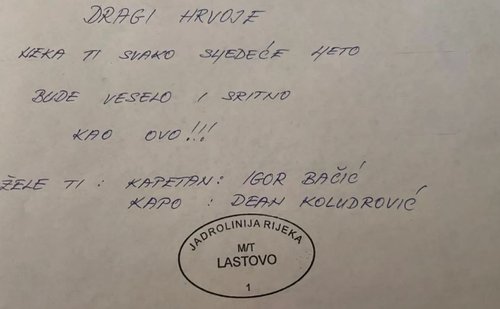 DRAGI HRVOJE
NEKA TI SVAKO SLJEDEĆE LJETO
BUDE VESELO I SRITNO
KAO OVO!!!
ŽELE TI : KAPETAN: IGOR BAČIĆ
KAPO : DEAN KOLUDROVIĆ
JADROLINIJA RIJEKA
M/T
LASTOVO
1